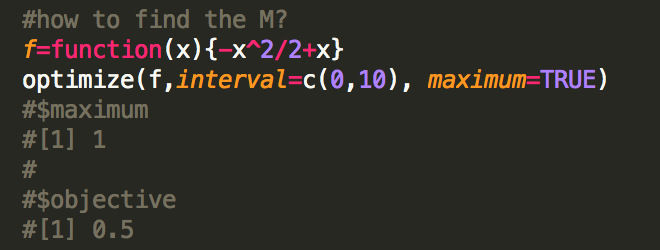 #how to find the M?
f=function(x){-x^2/2+x}
optimize(f,interval=c(0,10), maximum=TRUE)
#$maximum
#[1] 1
#
#$objective
#[1] 0.5